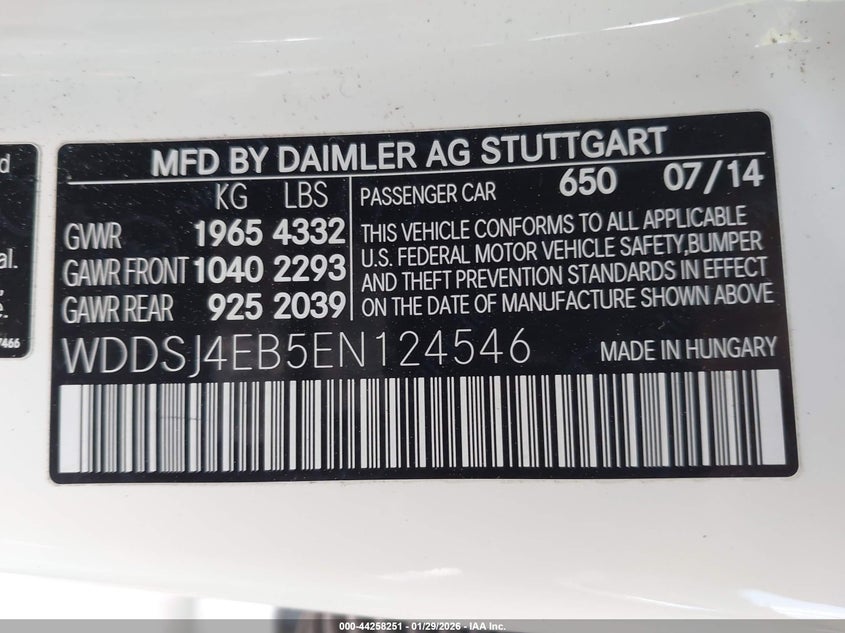 MFD BY DAIMLER AG STUTTGART
KG LBS
GVWR 1965 4332
GAWR FRONT 1040 2293
GAWR REAR 925 2039
PASSENGER CAR 650 07/14
THIS VEHICLE CONFORMS TO ALL APPLICABLE
U.S. FEDERAL MOTOR VEHICLE SAFETY,BUMPER
AND THEFT PREVENTION STANDARDS IN EFFECT
ON THE DATE OF MANUFACTURE SHOWN ABOVE
WDDSJ4EB5EN124546 MADE IN HUNGARY
000-44258251 - 01/29/2026 - IAA Inc.